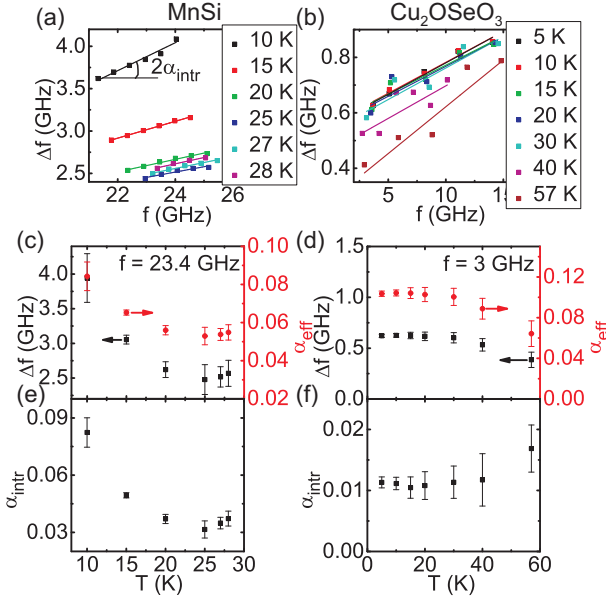 MnSi
Cu2OSeO3
(a)
4.0
3.5
3.0
2.5
Δf (GHz)
2αintr
22 24 26
f (GHz)
10 K
15 K
20 K
25 K
27 K
28 K
(b)
0.8
0.6
0.4
Δf (GHz)
5 10 15
f (GHz)
5 K
10 K
15 K
20 K
30 K
40 K
57 K
(c)
f = 23.4 GHz
4.0
3.5
3.0
2.5
Δf (GHz)
0.10
0.08
0.06
0.04
0.02
αeff
(d)
f = 3 GHz
1.5
1.0
0.5
0.0
Δf (GHz)
0.12
0.08
0.04
0.00
αeff
(e)
0.09
0.06
0.03
αintr
10 15 20 25 30
T (K)
(f)
0.02
0.01
0.00
αintr
0 20 40 60
T (K)